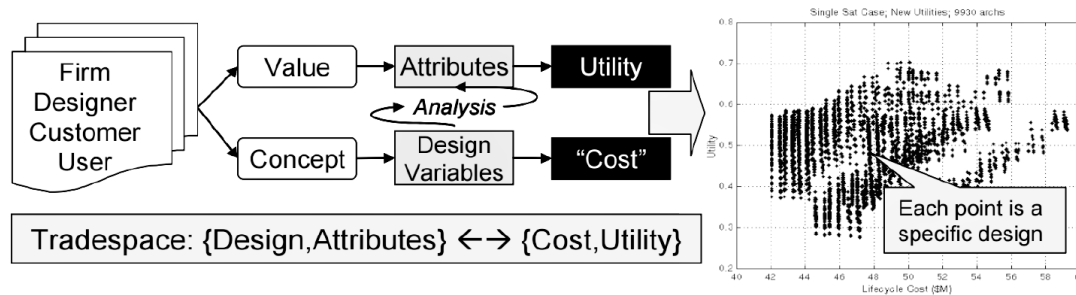 Firm
Designer
Customer
User
Value
Attributes
Utility
Analysis
Concept
Design
Variables
“Cost”
Tradespace: {Design,Attributes} ←→ {Cost,Utility}
Single Sat Case; New Utilities; 9930 archs
0.8
0.7
0.6
0.5
0.4
0.3
0.2
Utility
Each point is a
specific design
40 42 44 46 48 50 52 54 56 58
Lifecycle Cost ($M)